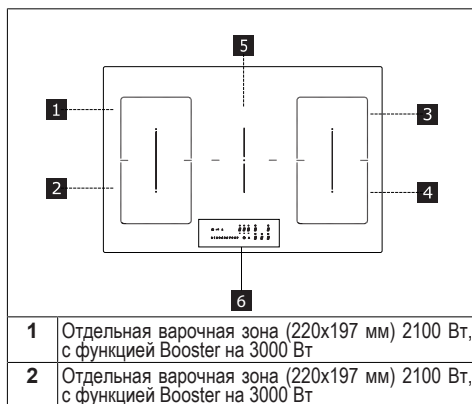 5
1
3
2
4
6
1 Отдельная варочная зона (220x197 мм) 2100 Вт,
с функцией Booster на 3000 Вт
2 Отдельная варочная зона (220x197 мм) 2100 Вт,
с функцией Booster на 3000 Вт